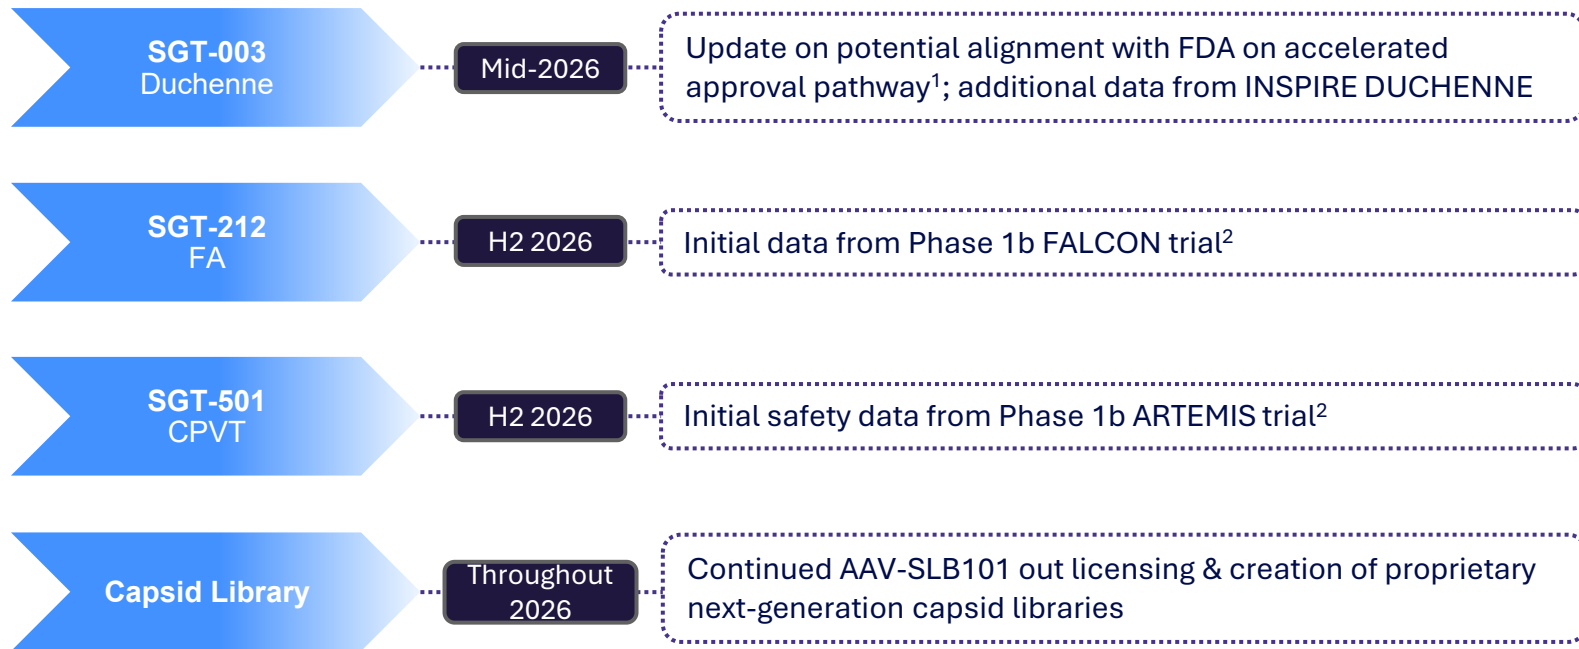 SGT-003
Duchenne
Mid-2026
Update on potential alignment with FDA on accelerated
approval pathway¹; additional data from INSPIRE DUCHENNE
SGT-212
FA
H2 2026
Initial data from Phase 1b FALCON trial²
SGT-501
CPVT
H2 2026
Initial safety data from Phase 1b ARTEMIS trial²
Capsid Library
Throughout
2026
Continued AAV-SLB101 out licensing & creation of proprietary
next-generation capsid libraries